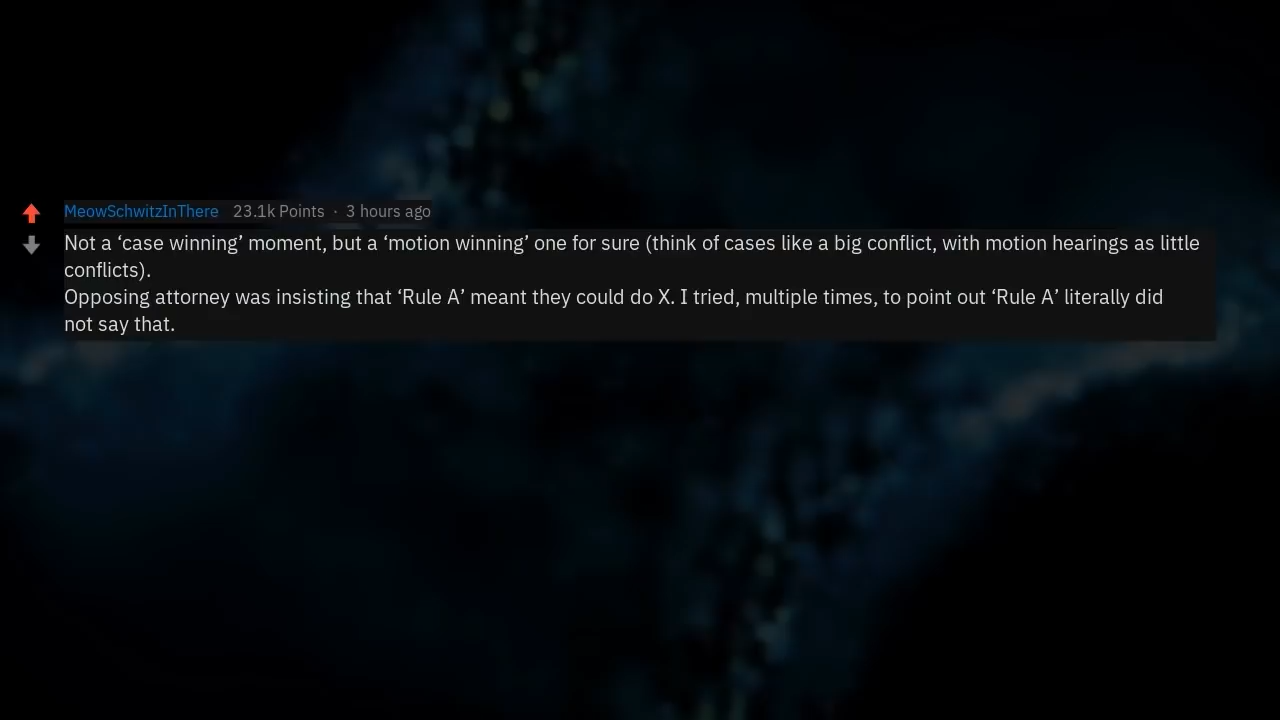 MeowSchwitzInThere 23.1k Points · 3 hours ago
Not a ‘case winning’ moment, but a ‘motion winning’ one for sure (think of cases like a big conflict, with motion hearings as little
conflicts).
Opposing attorney was insisting that ‘Rule A’ meant they could do X. I tried, multiple times, to point out ‘Rule A’ literally did
not say that.